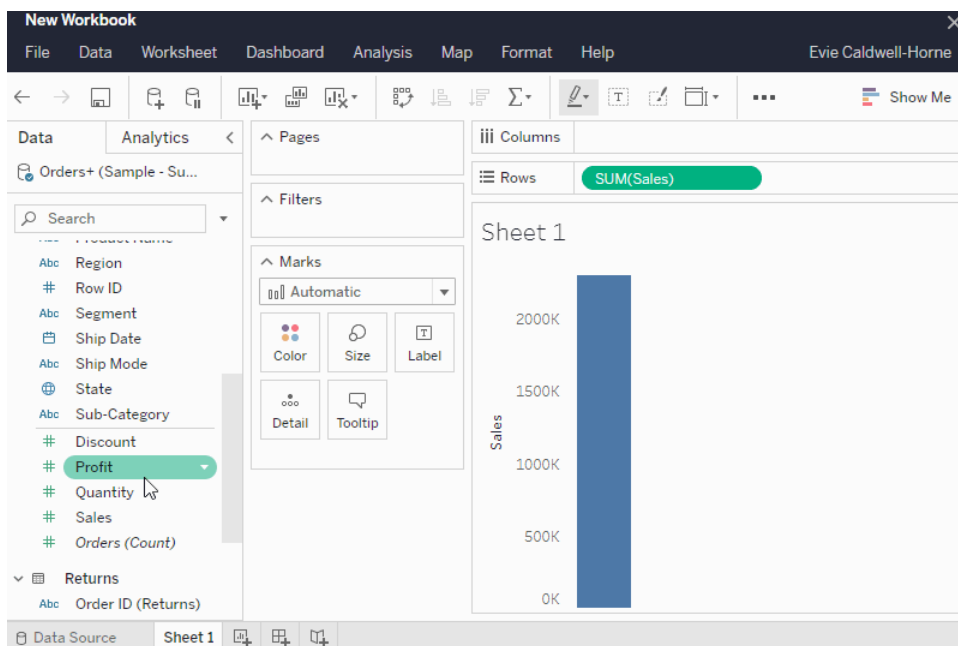 New Workbook
File Data Worksheet Dashboard Analysis Map Format Help Evie Caldwell-Horne
Show Me
Data Analytics
Orders+ (Sample - Su...
Search
Abc Region
# Row ID
Abc Segment
Ship Date
Abc Ship Mode
State
Abc Sub-Category
# Discount
# Profit
# Quantity
# Sales
# Orders (Count)
Returns
Abc Order ID (Returns)
Pages
Filters
Marks
Automatic
Color Size Label
Detail Tooltip
Columns
Rows SUM(Sales)
Sheet 1
2000K
1500K
1000K
500K
0K
Sales
Data Source Sheet 1